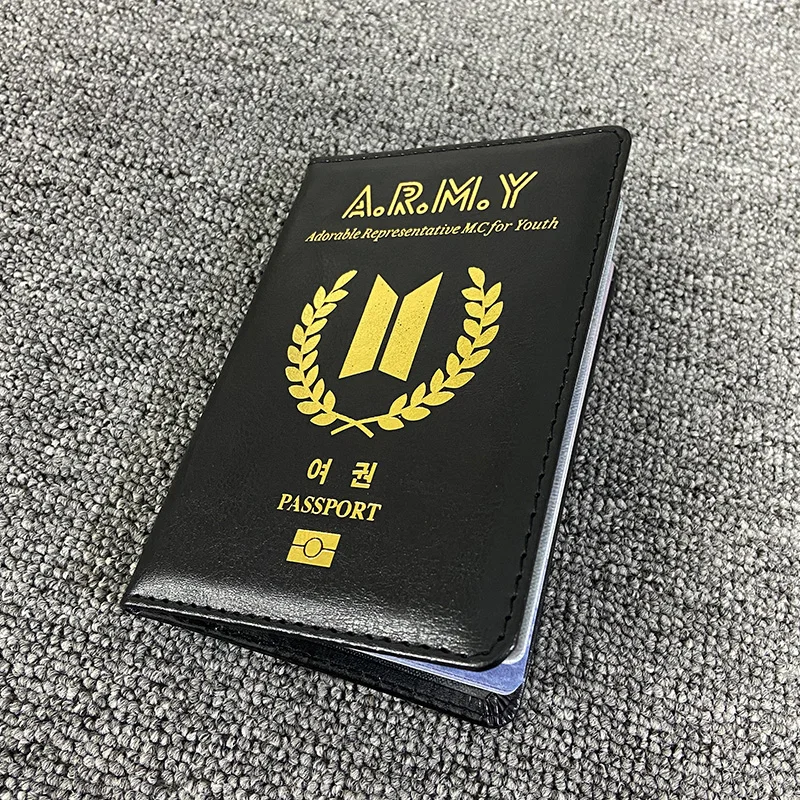 A.R.M.Y
Adorable Representative M.C for Youth
여권
PASSPORT